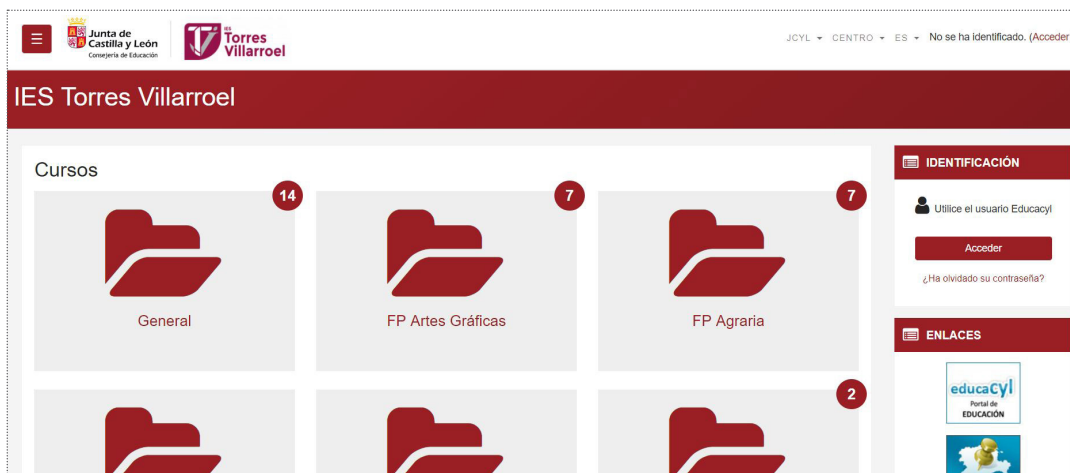 Junta de
Castilla y León
Consejería de Educación
IES
Torres
Villarroel
JCYL CENTRO ES No se ha identificado. (Acceder
IES Torres Villarroel
Cursos
14
7
7
General
FP Artes Gráficas
FP Agraria
2
IDENTIFICACIÓN
Utilice el usuario Educacyl
Acceder
¿Ha olvidado su contraseña?
ENLACES
educacyl
Portal de
EDUCACIÓN